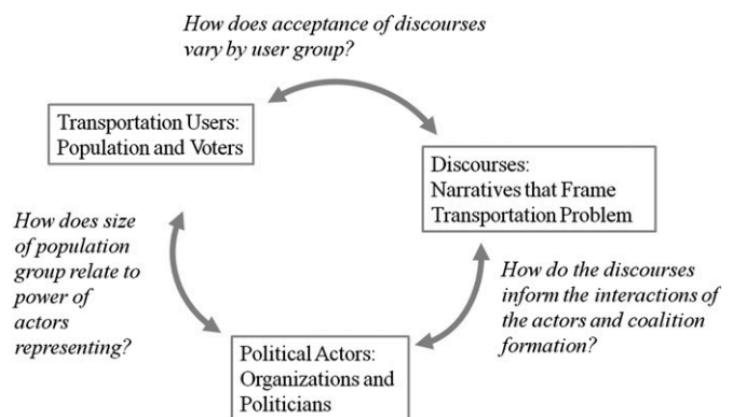 How does acceptance of discourses
vary by user group?
Transportation Users:
Population and Voters
Discourses:
Narratives that Frame
Transportation Problem
How does size
of population
group relate to
power of
actors
representing?
How do the discourses
inform the interactions of
the actors and coalition
formation?
Political Actors:
Organizations and
Politicians